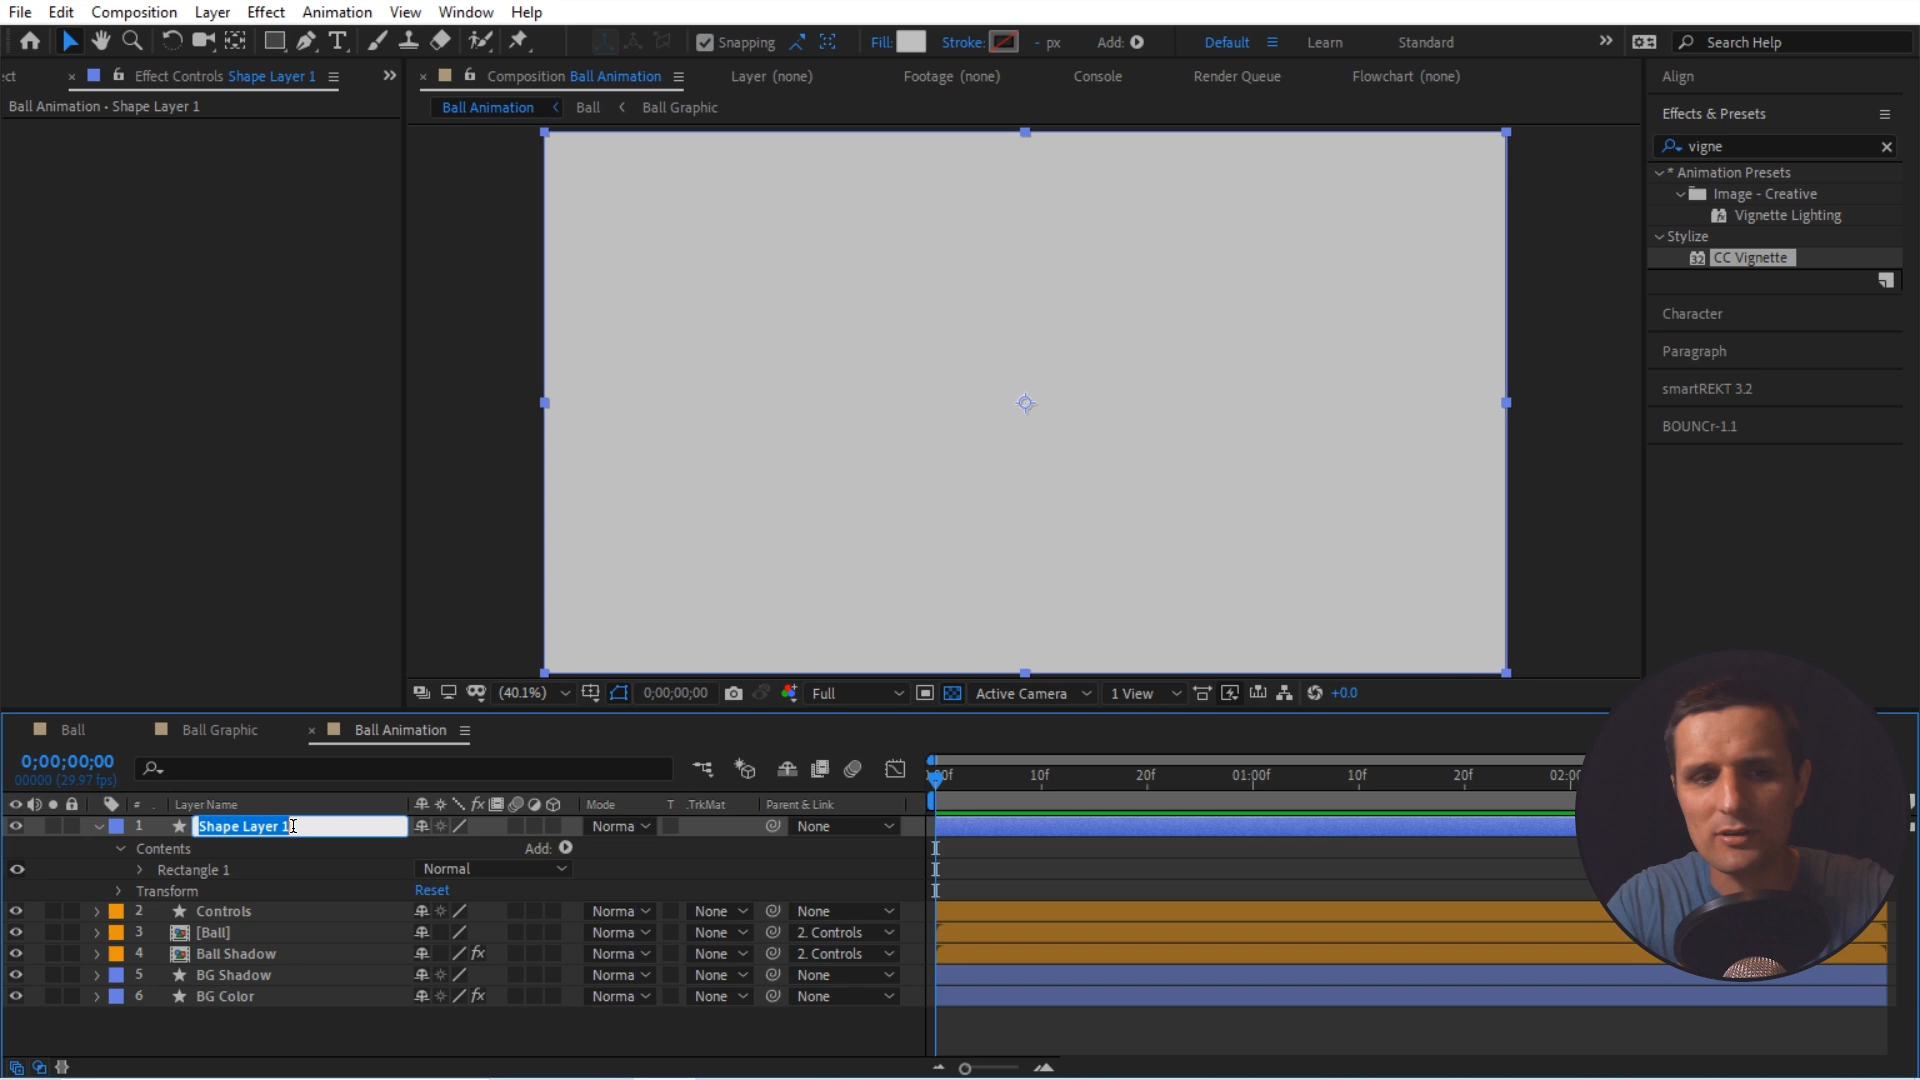 File Edit Composition Layer Effect Animation View Window Help
Snapping Fill: Stroke: - px Add: Default Learn Standard Search Help
ect Effect Controls Shape Layer 1
Ball Animation • Shape Layer 1
Composition Ball Animation Layer (none) Footage (none) Console Render Queue Flowchart (none)
Ball Animation Ball Ball Graphic
Align
Effects & Presets
vigne
* Animation Presets
Image - Creative
Vignette Lighting
Stylize
CC Vignette
Character
Paragraph
smartREKT 3.2
BOUNCr-1.1
(40.1%) 0;00;00;00 Full Active Camera 1 View +0.0
Ball Ball Graphic Ball Animation
0;00;00;00
00000 (29.97 fps)
10f 20f 01:00f 10f 20f
# Layer Name Mode T .TrkMat Parent & Link
1 Shape Layer 1 Norma None
Contents Add:
Rectangle 1 Normal
Transform Reset
2 Controls Norma None None
3 [Ball] Norma None 2. Controls
4 Ball Shadow fx Norma None 2. Controls
5 BG Shadow Norma None None
6 BG Color fx Norma None None